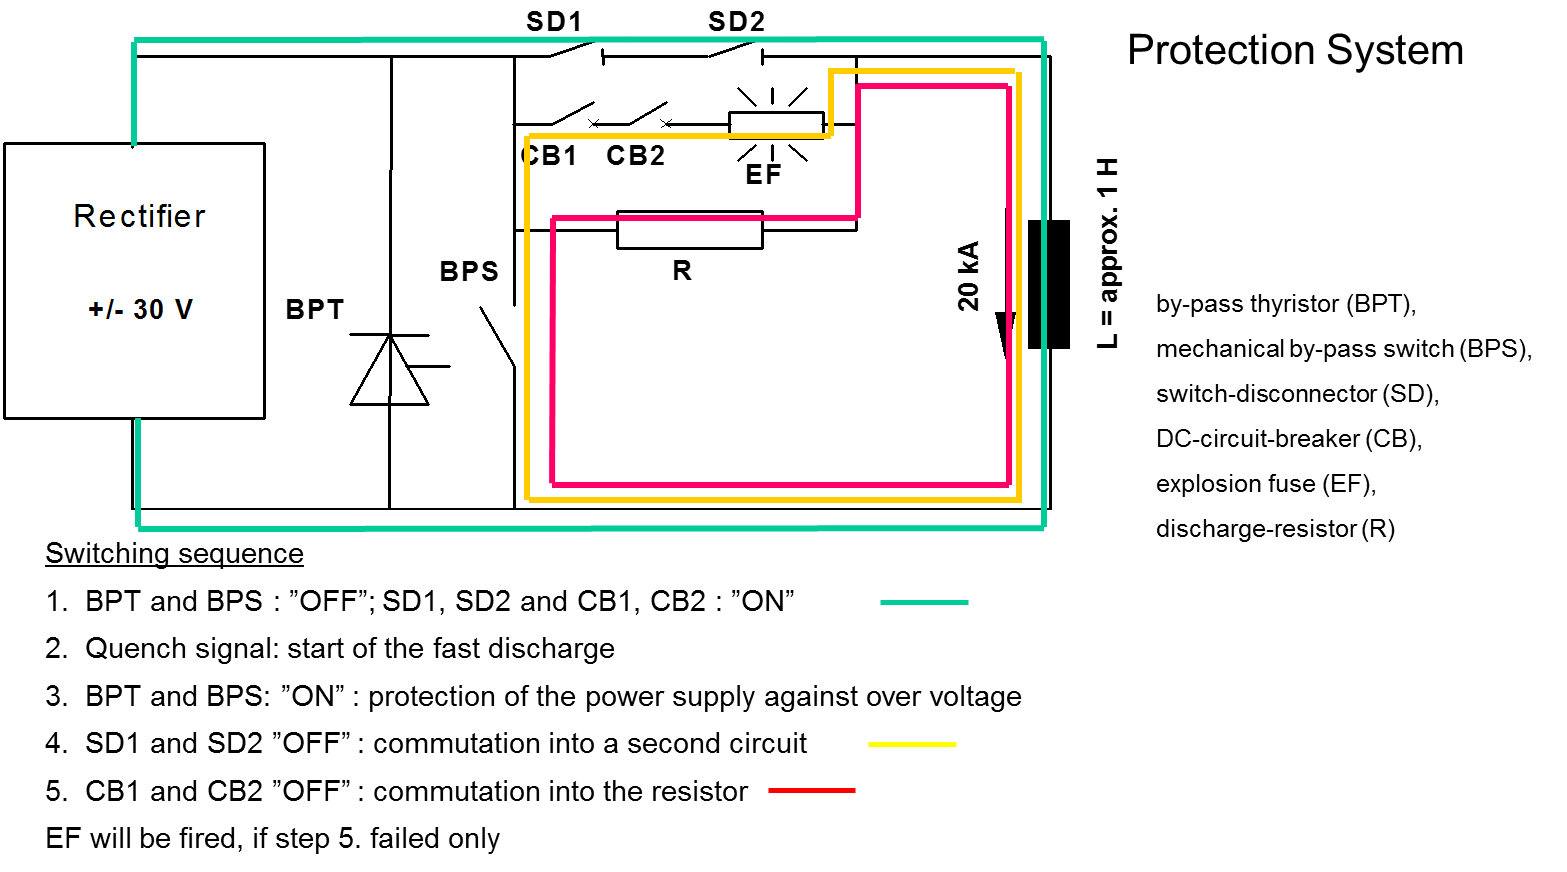 SD1 SD2
Protection System
CB1 CB2
EF
Rectifier
+/- 30 V
BPT
BPS
R
20 kA
L = approx. 1 H
by-pass thyristor (BPT),
mechanical by-pass switch (BPS),
switch-disconnector (SD),
DC-circuit-breaker (CB),
explosion fuse (EF),
discharge-resistor (R)
Switching sequence
1. BPT and BPS : ”OFF”; SD1, SD2 and CB1, CB2 : ”ON”
2. Quench signal: start of the fast discharge
3. BPT and BPS: ”ON” : protection of the power supply against over voltage
4. SD1 and SD2 ”OFF” : commutation into a second circuit
5. CB1 and CB2 ”OFF” : commutation into the resistor
EF will be fired, if step 5. failed only